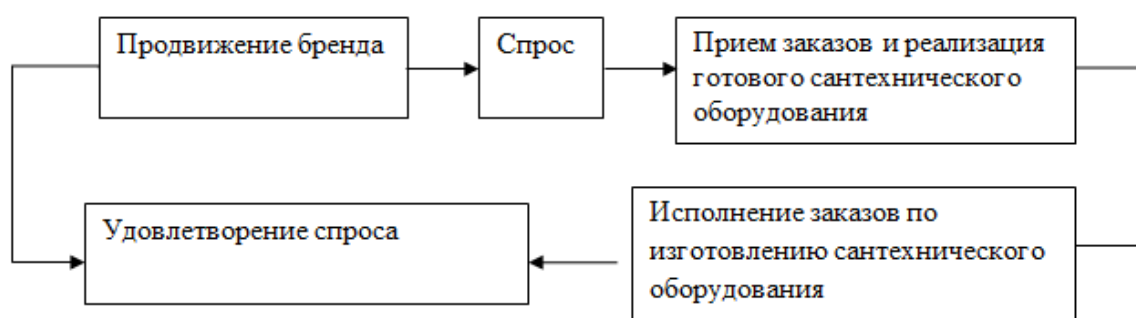 Продвижение бренда
Спрос
Прием заказов и реализация
готового сантехнического
оборудования
Удовлетворение спроса
Исполнение заказов по
изготовлению сантехнического
оборудования